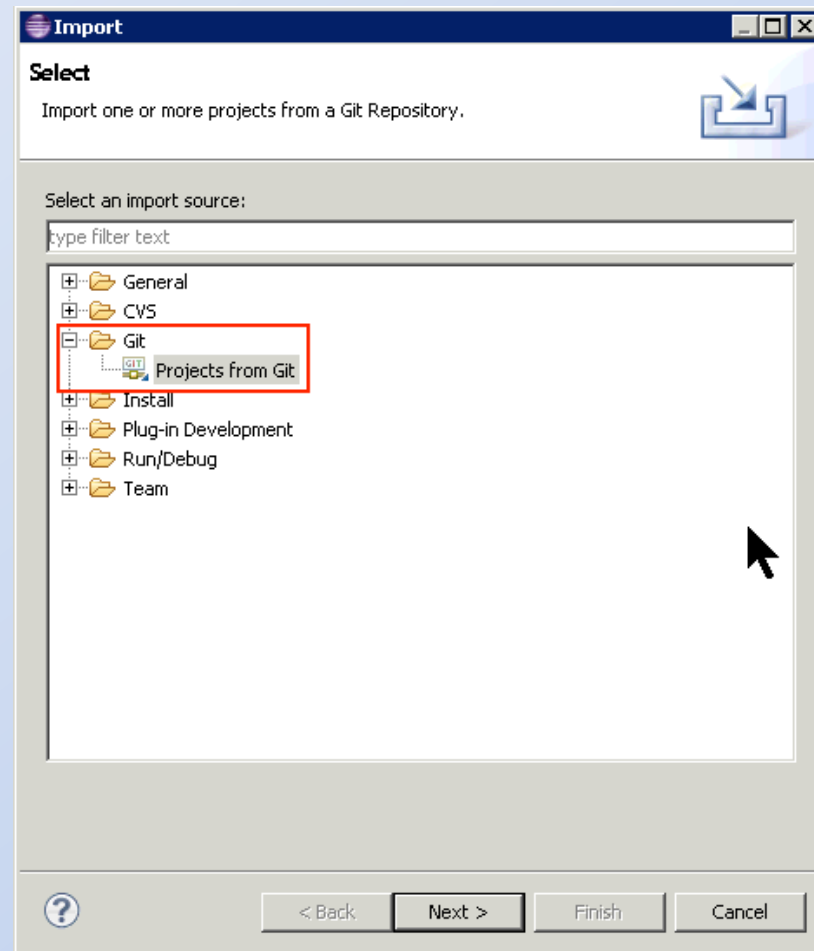 Import
Select
Import one or more projects from a Git Repository.
Select an import source:
type filter text
General
CVS
Git
GIT Projects from Git
Install
Plug-in Development
Run/Debug
Team
? < Back Next > Finish Cancel